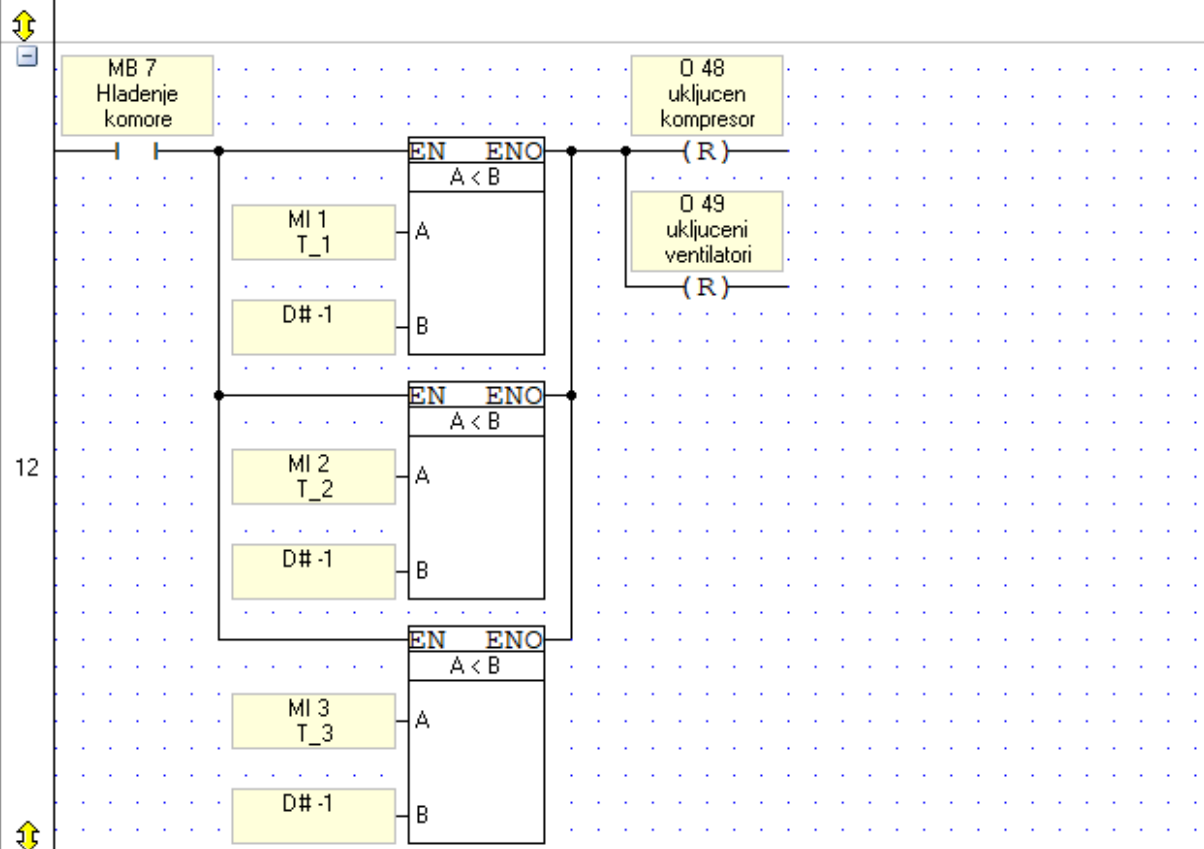 MB 7
Hladenje
komore
O 48
ukljucen
kompresor
EN ENO
( R )
A < B
MI 1
T_1
A
O 49
ukljuceni
ventilatori
( R )
D# -1
B
EN ENO
A < B
12
MI 2
T_2
A
D# -1
B
EN ENO
A < B
MI 3
T_3
A
D# -1
B